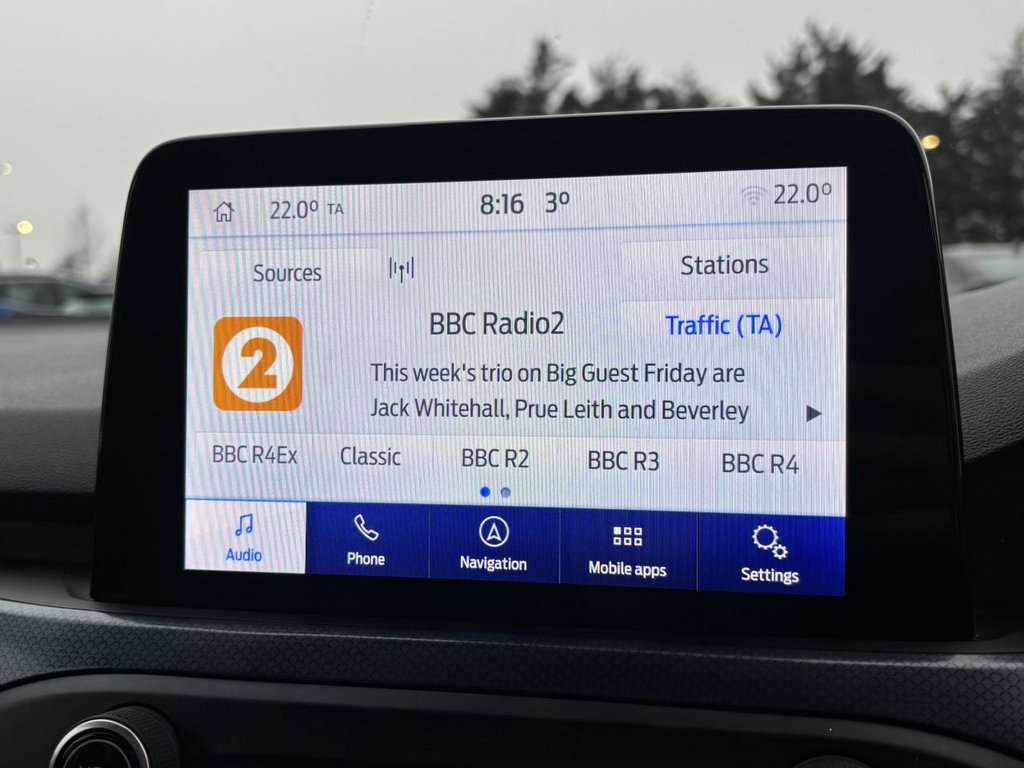 22.0° TA 8:16 3° 22.0°
Sources Stations
BBC Radio2 Traffic (TA)
2
This week's trio on Big Guest Friday are
Jack Whitehall, Prue Leith and Beverley
BBC R4Ex Classic BBC R2 BBC R3 BBC R4
Audio Phone Navigation Mobile apps Settings